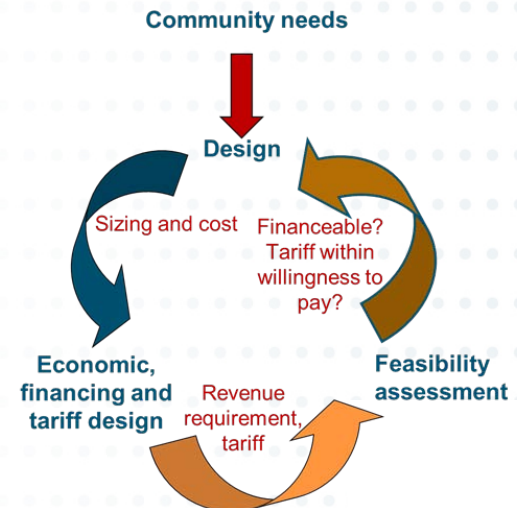 Community needs
Design
Sizing and cost
Financeable?
Tariff within
willingness to
pay?
Economic,
financing and
tariff design
Revenue
requirement,
tariff
Feasibility
assessment